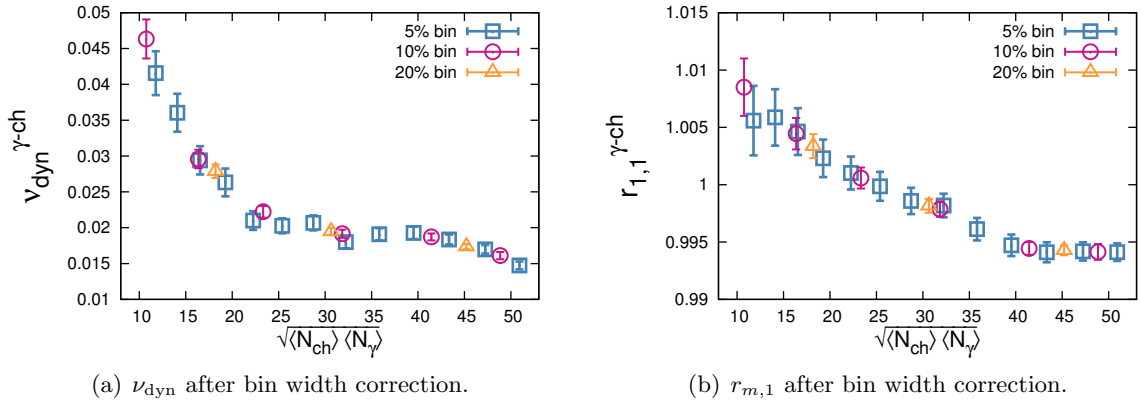 0.05
0.045
0.04
0.035
0.03
0.025
0.02
0.015
0.01
ν_dyn^γ-ch
5% bin
10% bin
20% bin
10 15 20 25 30 35 40 45 50
√⟨N_ch⟩ ⟨N_γ⟩
(a) ν_dyn after bin width correction.
1.015
1.01
1.005
1
0.995
0.99
r_1,1^γ-ch
5% bin
10% bin
20% bin
10 15 20 25 30 35 40 45 50
√⟨N_ch⟩ ⟨N_γ⟩
(b) r_m,1 after bin width correction.